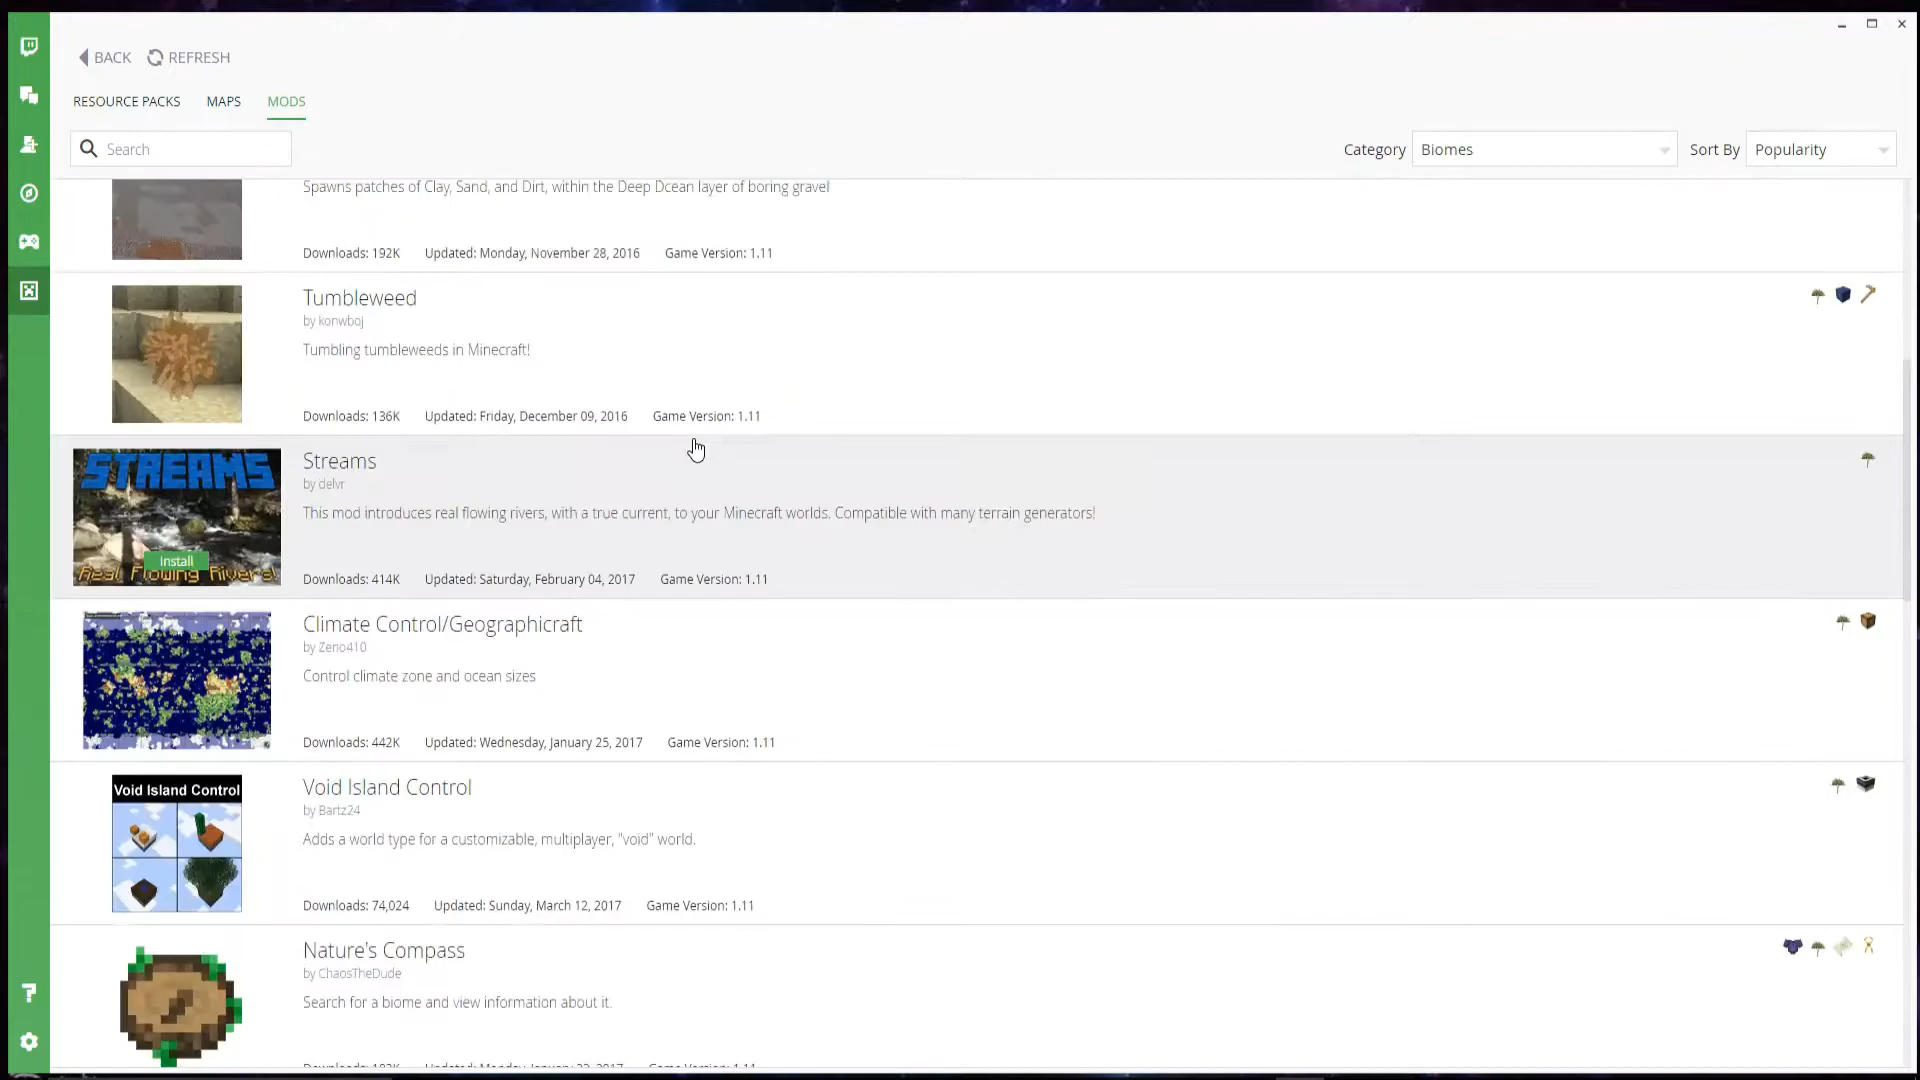 BACK REFRESH
RESOURCE PACKS MAPS MODS
Search Category Biomes Sort By Popularity
Spawns patches of Clay, Sand, and Dirt, within the Deep Dcean layer of boring gravel
Downloads: 192K Updated: Monday, November 28, 2016 Game Version: 1.11
Tumbleweed
by konwboj
Tumbling tumbleweeds in Minecraft!
Downloads: 136K Updated: Friday, December 09, 2016 Game Version: 1.11
STREAMS
Install
Real Flowing Rivers!
Streams
by delvr
This mod introduces real flowing rivers, with a true current, to your Minecraft worlds. Compatible with many terrain generators!
Downloads: 414K Updated: Saturday, February 04, 2017 Game Version: 1.11
Climate Control/Geographicraft
by Zeno410
Control climate zone and ocean sizes
Downloads: 442K Updated: Wednesday, January 25, 2017 Game Version: 1.11
Void Island Control
Void Island Control
by Bartz24
Adds a world type for a customizable, multiplayer, "void" world.
Downloads: 74,024 Updated: Sunday, March 12, 2017 Game Version: 1.11
Nature's Compass
by ChaosTheDude
Search for a biome and view information about it.